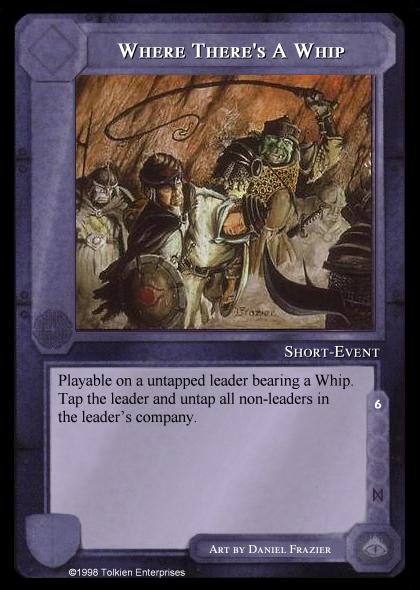 Where There's A Whip
D.Frazier
Short-Event
Playable on a untapped leader bearing a Whip.
Tap the leader and untap all non-leaders in
the leader's company.
6
Art by Daniel Frazier
©1998 Tolkien Enterprises